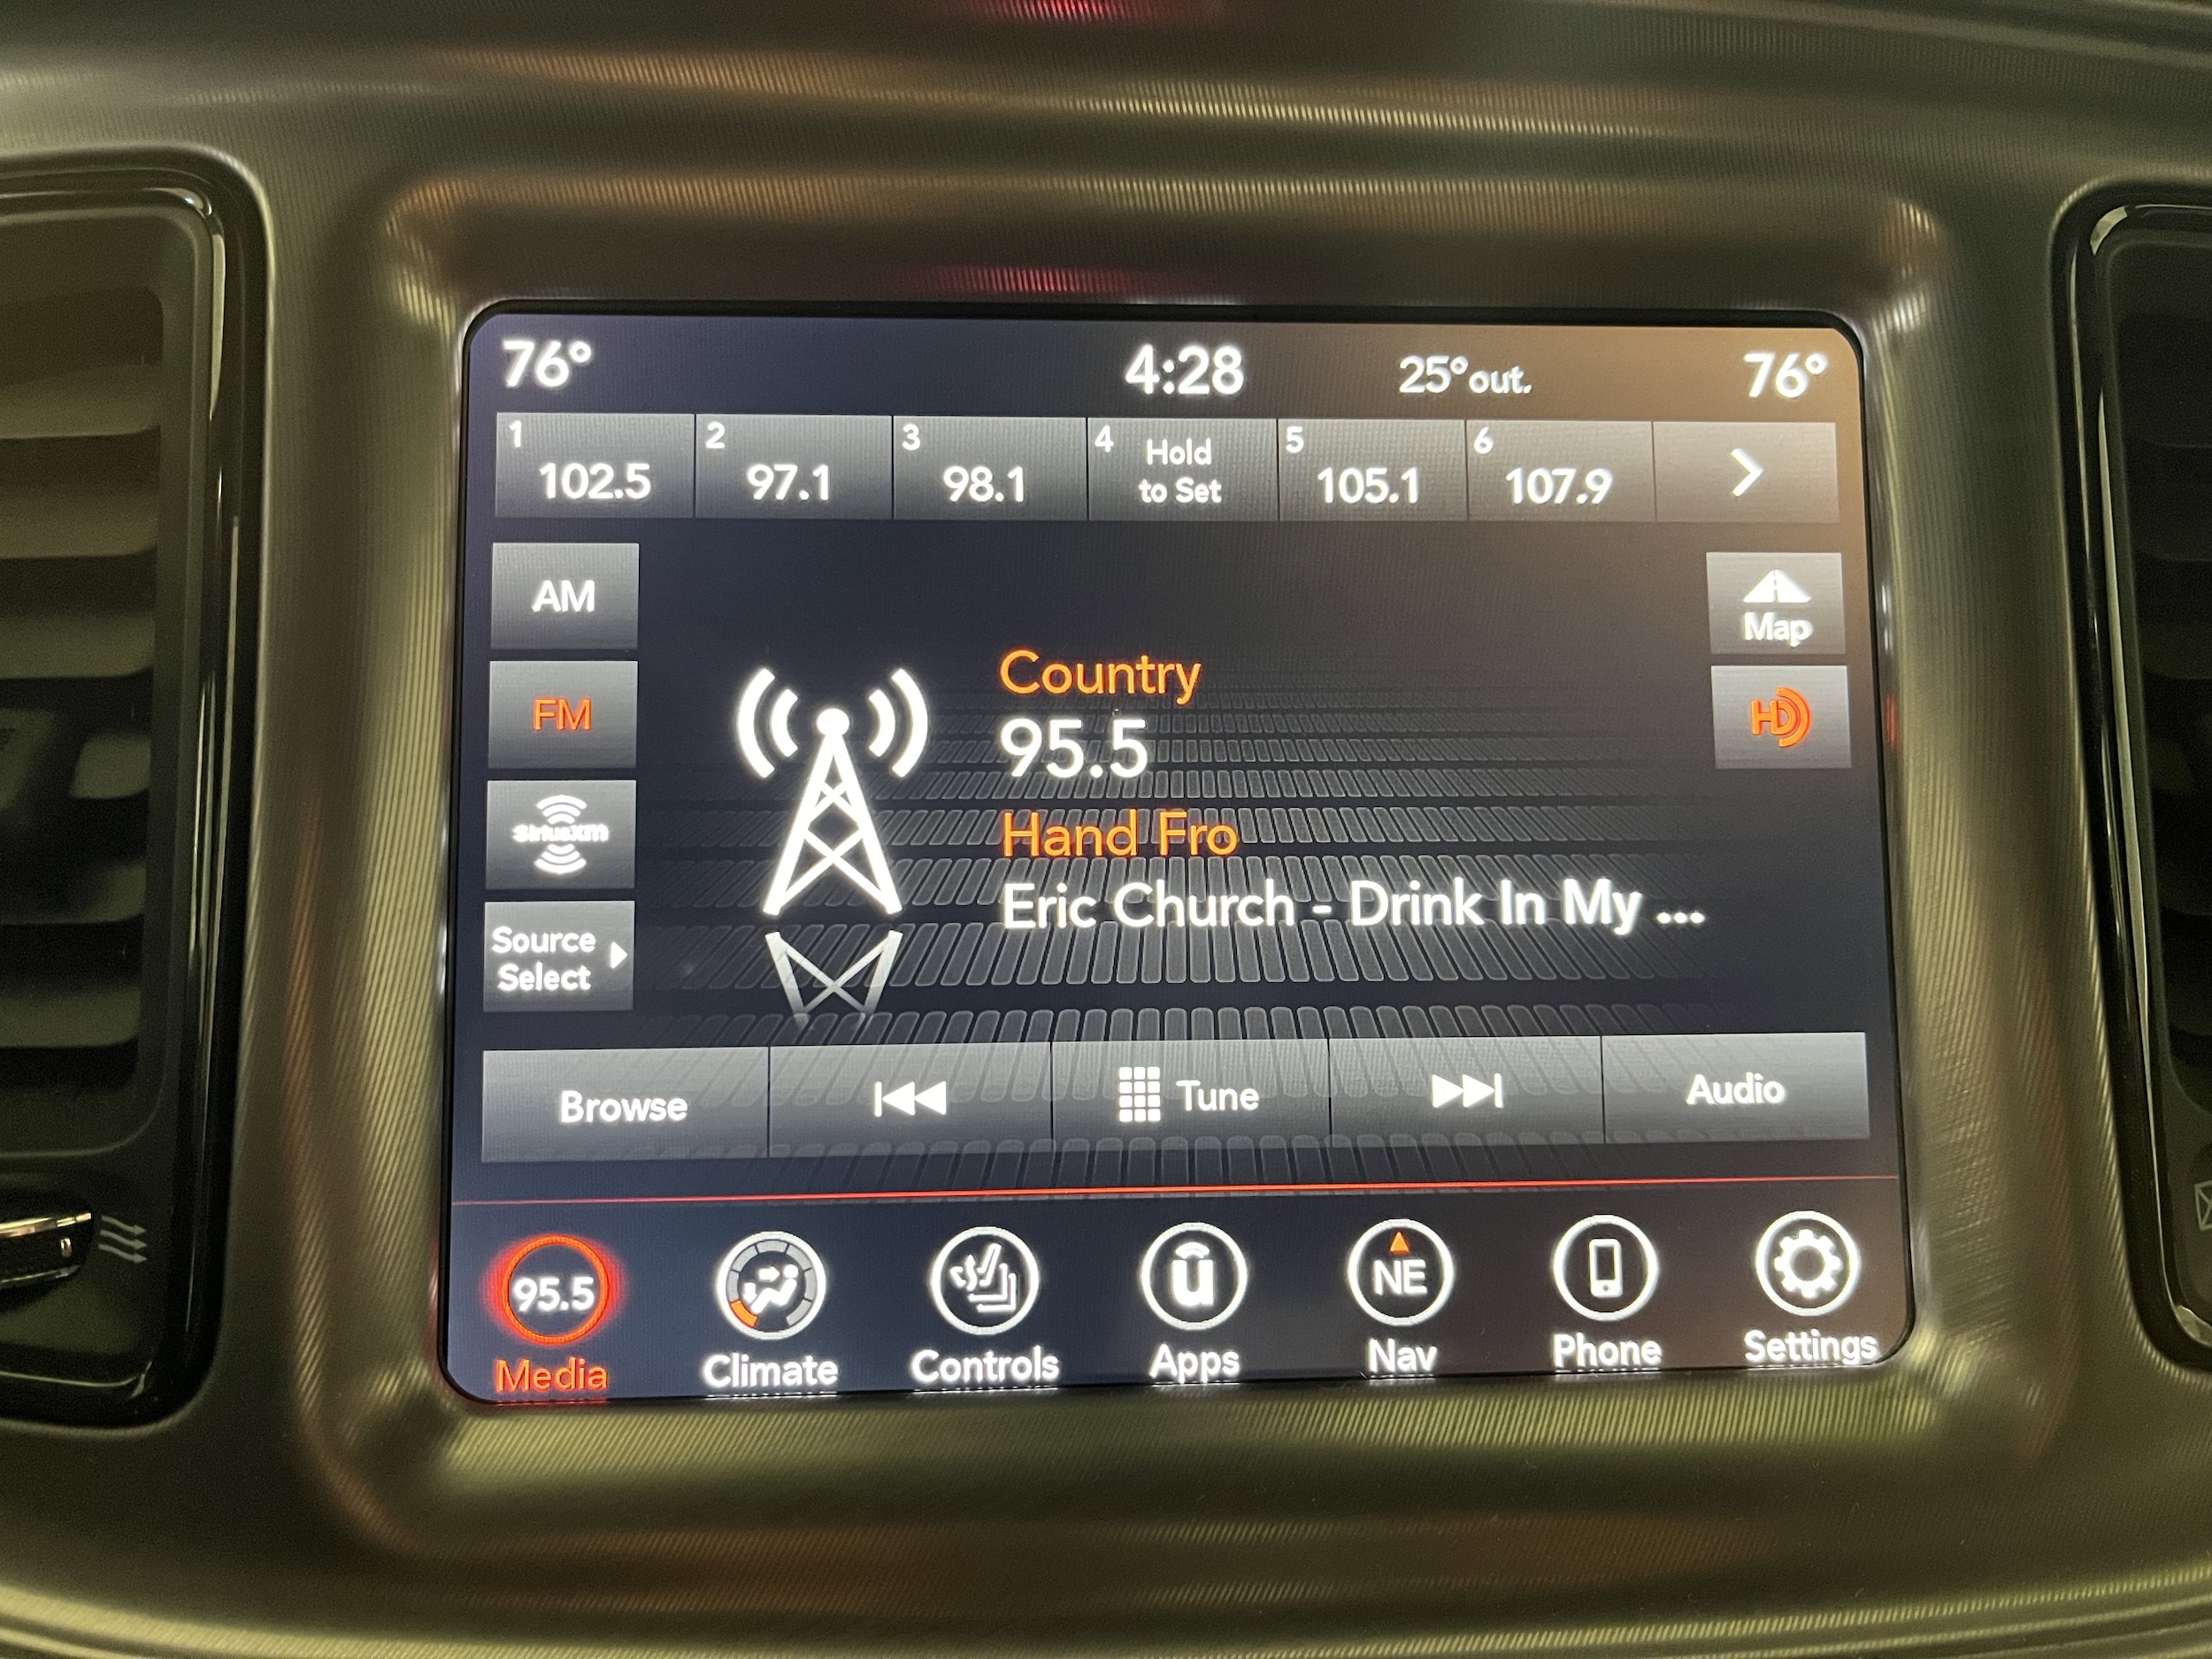 76° 4:28 25° out. 76°
1 102.5 2 97.1 3 98.1 4 Hold to Set 5 105.1 6 107.9
AM
Map
Country
FM
HD
95.5
SiriusXM
Hand Fro
Eric Church - Drink In My ...
Source
Select
Browse Tune Audio
95.5 u NE
Media Climate Controls Apps Nav Phone Settings